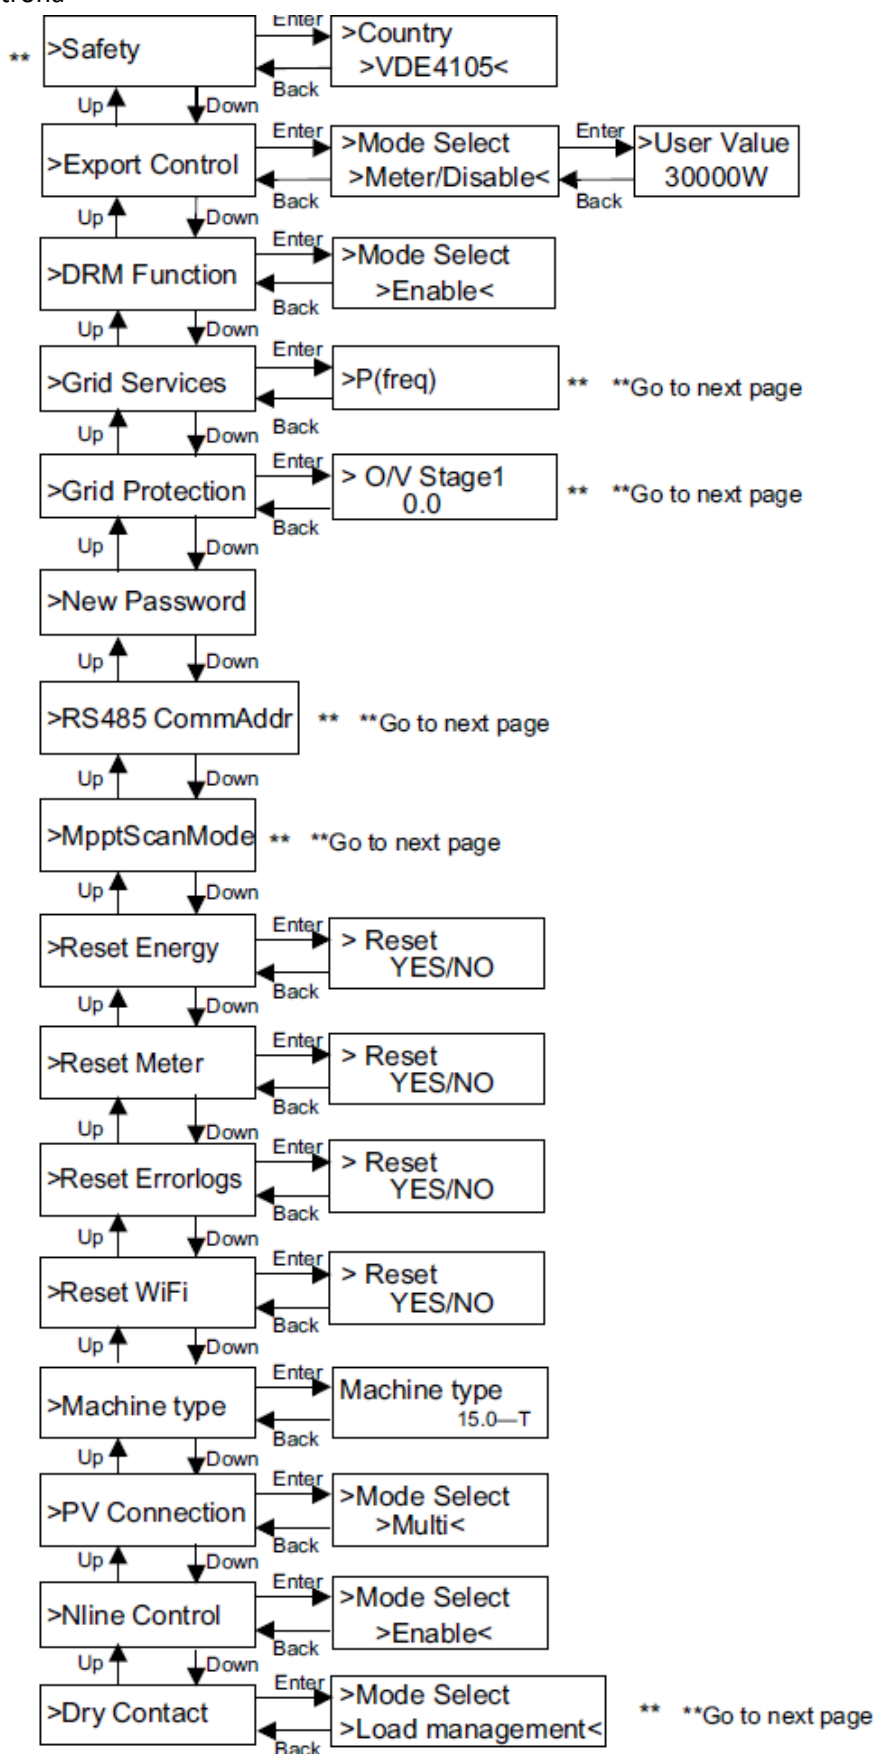 Enter
** >Safety >Country
>VDE4105<
Back
Up Down
Enter Enter
>Export Control >Mode Select >User Value
>Meter/Disable< 30000W
Back Back
Up Down
Enter
>DRM Function >Mode Select
>Enable<
Back
Up Down
Enter
>Grid Services >P(freq) ** **Go to next page
Back
Up Down
Enter
>Grid Protection > O/V Stage1 ** **Go to next page
0.0
Back
Up Down
>New Password
Up Down
>RS485 CommAddr ** **Go to next page
Up Down
>MpptScanMode ** **Go to next page
Up Down
Enter
>Reset Energy > Reset
YES/NO
Back
Up Down
Enter
>Reset Meter > Reset
YES/NO
Back
Up Down
Enter
>Reset Errorlogs > Reset
YES/NO
Back
Up Down
Enter
>Reset WiFi > Reset
YES/NO
Back
Up Down
Enter
>Machine type Machine type
15.0—T
Back
Up Down
Enter
>PV Connection >Mode Select
>Multi<
Back
Up Down
Enter
>Nline Control >Mode Select
>Enable<
Back
Up Down
Enter
>Dry Contact >Mode Select ** **Go to next page
>Load management<
Back